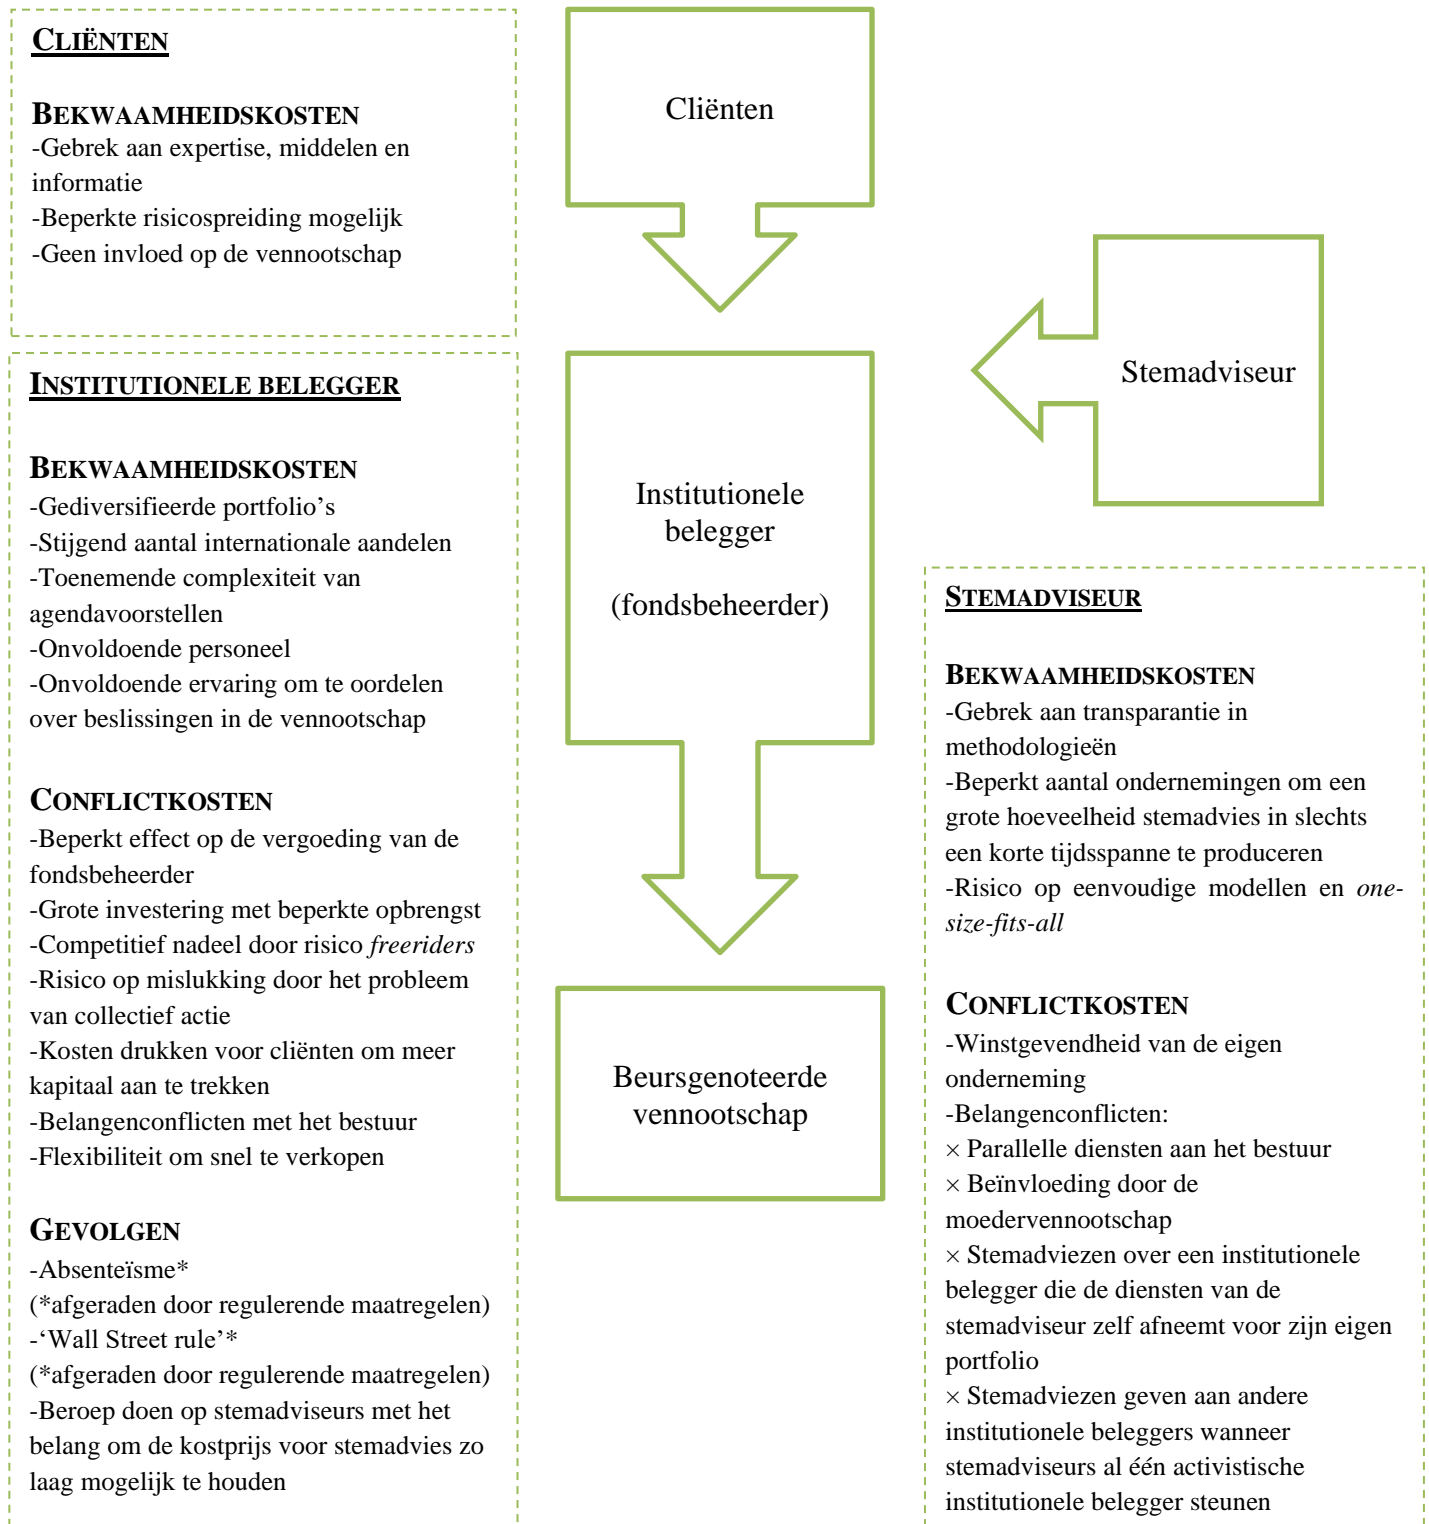 CLIËNTEN
BEKWAAMHEIDSKOSTEN
-Gebrek aan expertise, middelen en
informatie
-Beperkte risicospreiding mogelijk
-Geen invloed op de vennootschap
Cliënten
Stemadviseur
INSTITUTIONELE BELEGGER
BEKWAAMHEIDSKOSTEN
-Gediversifieerde portfolio’s
-Stijgend aantal internationale aandelen
-Toenemende complexiteit van
agendavoorstellen
-Onvoldoende personeel
-Onvoldoende ervaring om te oordelen
over beslissingen in de vennootschap
CONFLICTKOSTEN
-Beperkt effect op de vergoeding van de
fondsbeheerder
-Grote investering met beperkte opbrengst
-Competitief nadeel door risico freeriders
-Risico op mislukking door het probleem
van collectief actie
-Kosten drukken voor cliënten om meer
kapitaal aan te trekken
-Belangenconflicten met het bestuur
-Flexibiliteit om snel te verkopen
GEVOLGEN
-Absenteïsme*
(*afgeraden door regulerende maatregelen)
-‘Wall Street rule’*
(*afgeraden door regulerende maatregelen)
-Beroep doen op stemadviseurs met het
belang om de kostprijs voor stemadvies zo
laag mogelijk te houden
Institutionele
belegger
(fondsbeheerder)
Beursgenoteerde
vennootschap
STEMADVISEUR
BEKWAAMHEIDSKOSTEN
-Gebrek aan transparantie in
methodologieën
-Beperkt aantal ondernemingen om een
grote hoeveelheid stemadvies in slechts
een korte tijdsspanne te produceren
-Risico op eenvoudige modellen en one-
size-fits-all
CONFLICTKOSTEN
-Winstgevendheid van de eigen
onderneming
-Belangenconflicten:
× Parallelle diensten aan het bestuur
× Beïnvloeding door de
moedervennootschap
× Stemadviezen over een institutionele
belegger die de diensten van de
stemadviseur zelf afneemt voor zijn eigen
portfolio
× Stemadviezen geven aan andere
institutionele beleggers wanneer
stemadviseurs al één activistische
institutionele belegger steunen